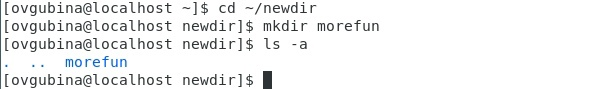 [ovgubina@localhost ~]$ cd ~/newdir
[ovgubina@localhost newdir]$ mkdir morefun
[ovgubina@localhost newdir]$ ls -a
.  ..  morefun
[ovgubina@localhost newdir]$